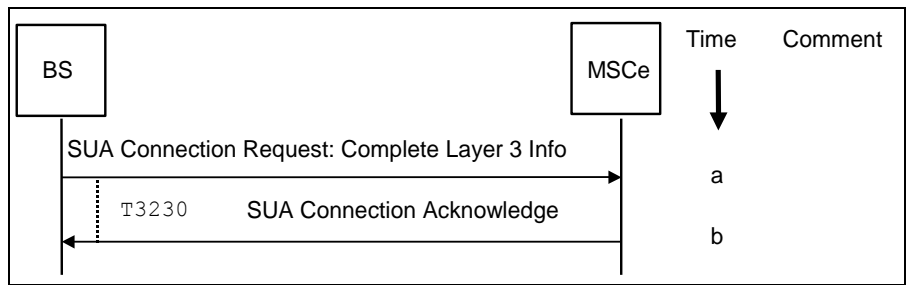 Time Comment
BS MSCe
SUA Connection Request: Complete Layer 3 Info
a
T3230 SUA Connection Acknowledge
b